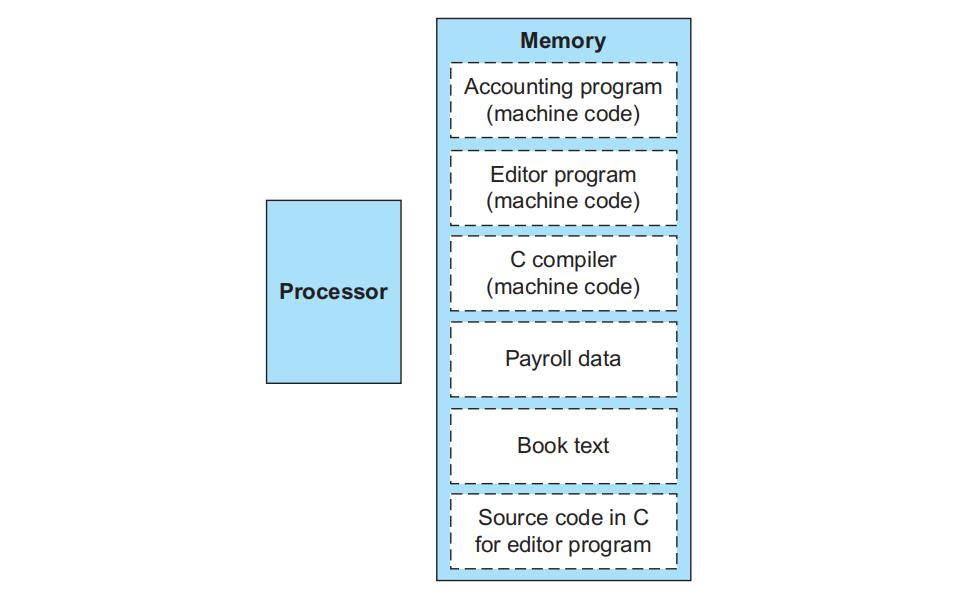 Memory
Accounting program
(machine code)
Editor program
(machine code)
C compiler
(machine code)
Processor
Payroll data
Book text
Source code in C
for editor program